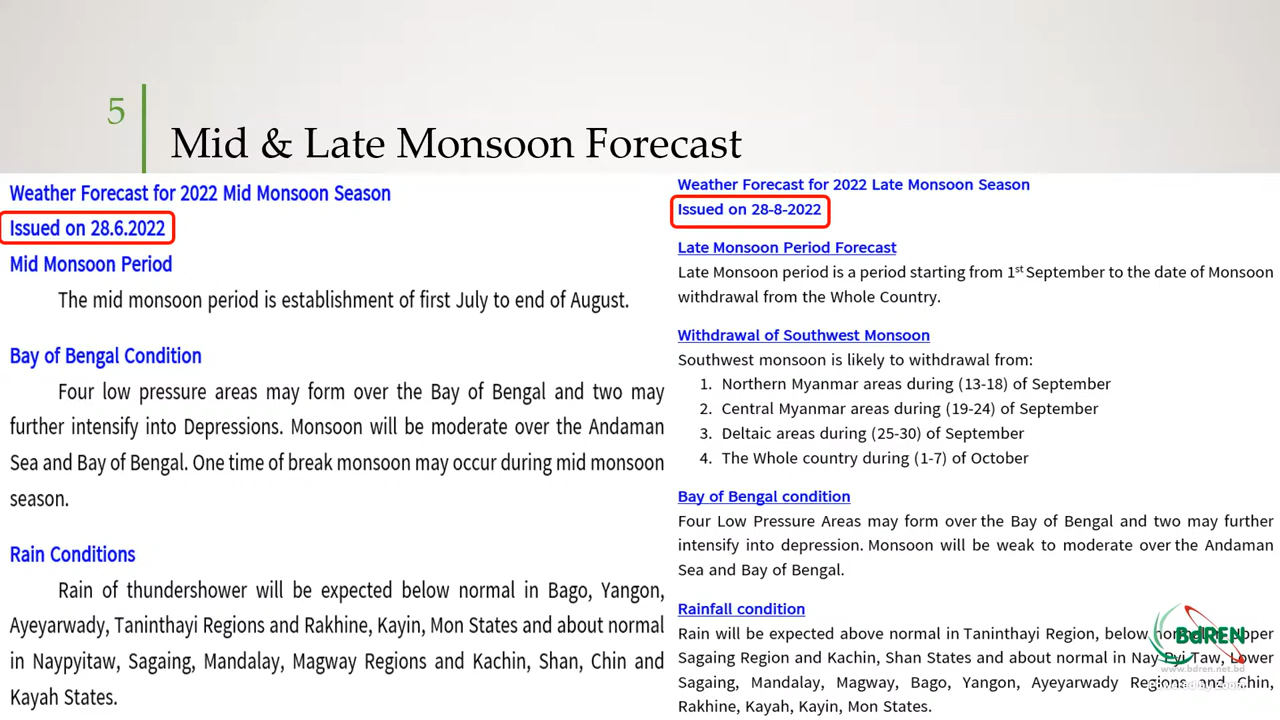 5
Mid & Late Monsoon Forecast
Weather Forecast for 2022 Mid Monsoon Season
Issued on 28.6.2022
Mid Monsoon Period
The mid monsoon period is establishment of first July to end of August.
Bay of Bengal Condition
Four low pressure areas may form over the Bay of Bengal and two may
further intensify into Depressions. Monsoon will be moderate over the Andaman
Sea and Bay of Bengal. One time of break monsoon may occur during mid monsoon
season.
Rain Conditions
Rain of thundershower will be expected below normal in Bago, Yangon,
Ayeyarwady, Taninthayi Regions and Rakhine, Kayin, Mon States and about normal
in Naypyitaw, Sagaing, Mandalay, Magway Regions and Kachin, Shan, Chin and
Kayah States.
Weather Forecast for 2022 Late Monsoon Season
Issued on 28-8-2022
Late Monsoon Period Forecast
Late Monsoon period is a period starting from 1st September to the date of Monsoon
withdrawal from the Whole Country.
Withdrawal of Southwest Monsoon
Southwest monsoon is likely to withdrawal from:
1. Northern Myanmar areas during (13-18) of September
2. Central Myanmar areas during (19-24) of September
3. Deltaic areas during (25-30) of September
4. The Whole country during (1-7) of October
Bay of Bengal condition
Four Low Pressure Areas may form over the Bay of Bengal and two may further
intensify into depression. Monsoon will be weak to moderate over the Andaman
Sea and Bay of Bengal.
Rainfall condition
Rain will be expected above normal in Taninthayi Region, below normal in Upper
Sagaing Region and Kachin, Shan States and about normal in Nay Pyi Taw, Lower
Sagaing, Mandalay, Magway, Bago, Yangon, Ayeyarwady Regions and Chin,
Rakhine, Kayah, Kayin, Mon States.
BdREN
www.bdren.net.bd
Powered by Zoom